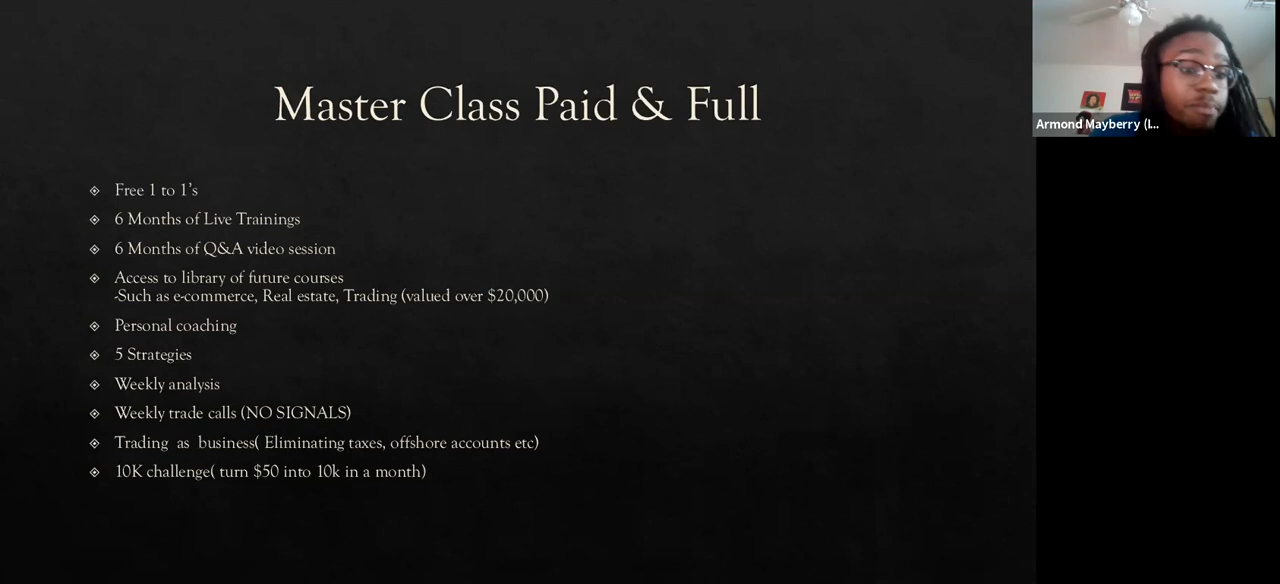 Master Class Paid & Full
Free 1 to 1's
6 Months of Live Trainings
6 Months of Q&A video session
Access to library of future courses
-Such as e-commerce, Real estate, Trading (valued over $20,000)
Personal coaching
5 Strategies
Weekly analysis
Weekly trade calls (NO SIGNALS)
Trading as business( Eliminating taxes, offshore accounts etc)
10K challenge( turn $50 into 10k in a month)
Armond Mayberry (I...